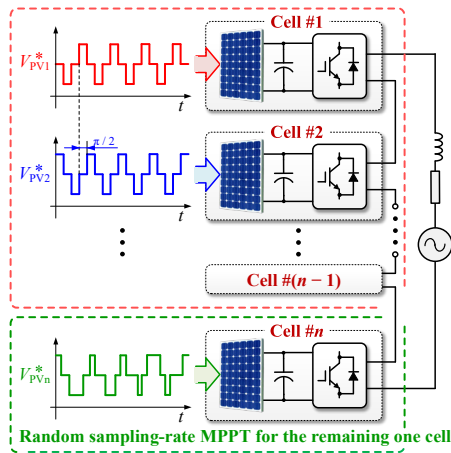 Cell #1
V*PV1
t
π / 2
Cell #2
V*PV2
t
Cell #(n − 1)
Cell #n
V*PVn
t
Random sampling-rate MPPT for the remaining one cell